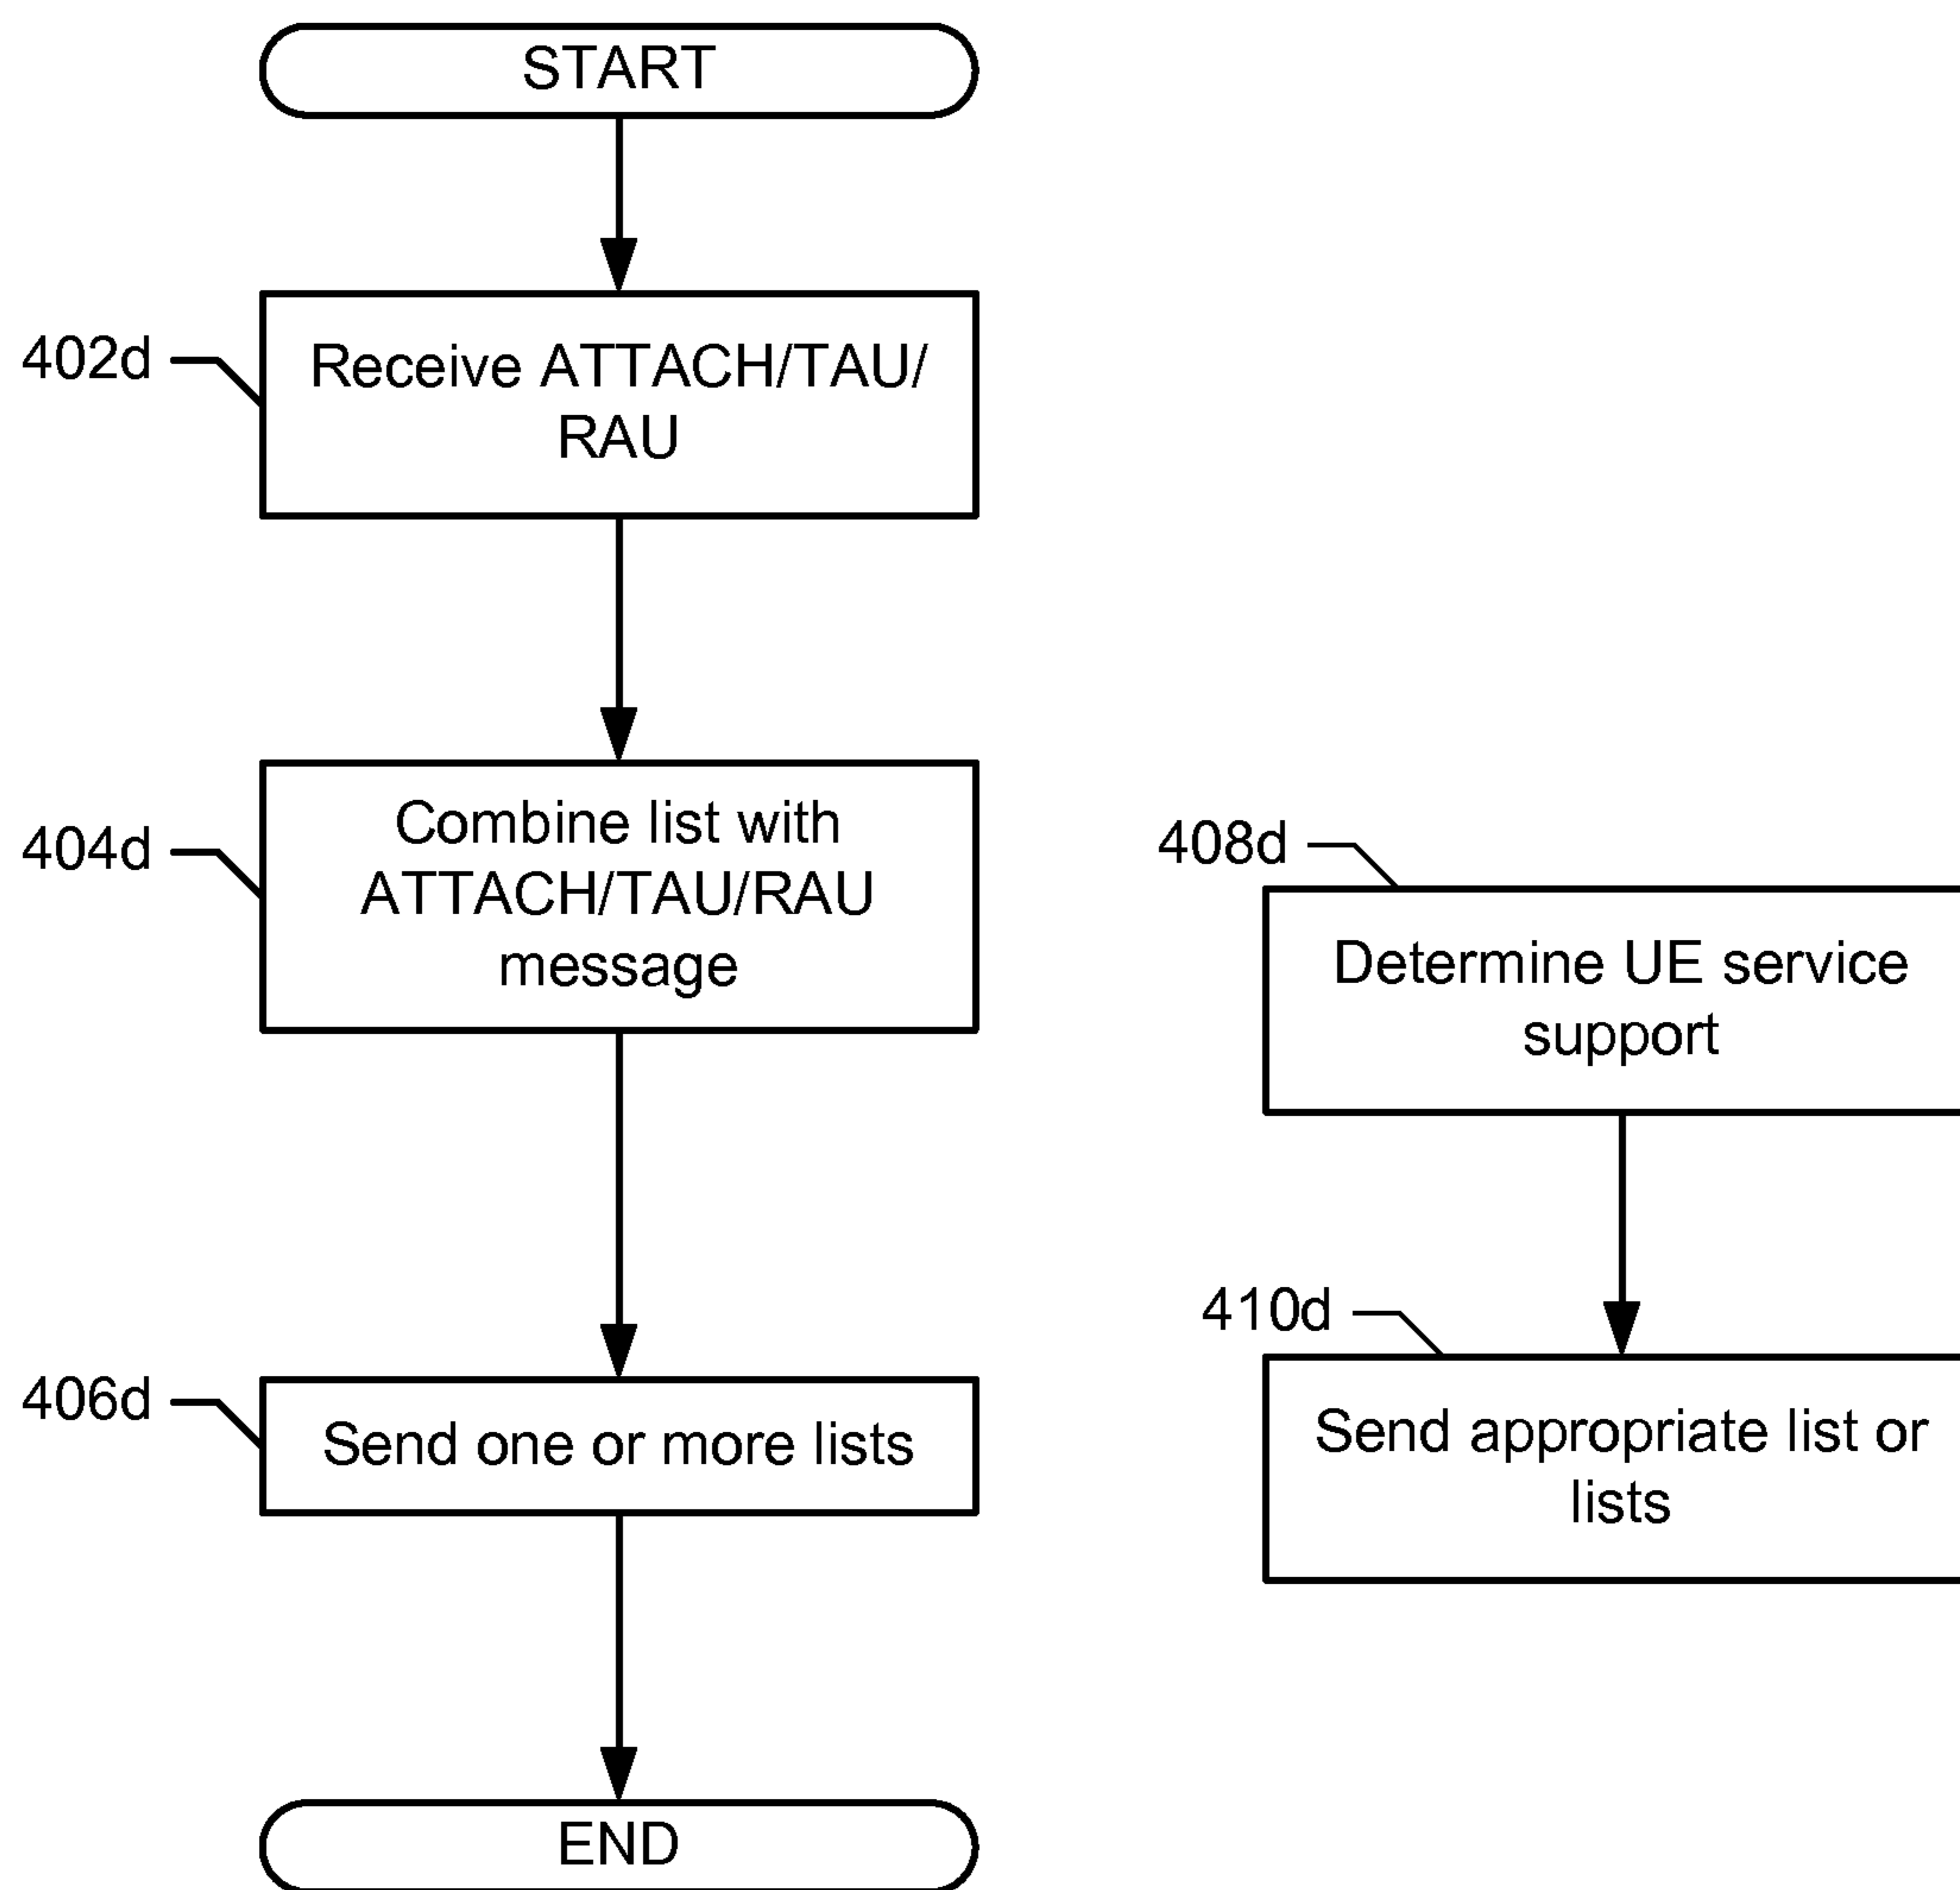 START
402d
Receive ATTACH/TAU/
RAU
404d
Combine list with
ATTACH/TAU/RAU
message
406d
Send one or more lists
END
408d
Determine UE service
support
410d
Send appropriate list or
lists